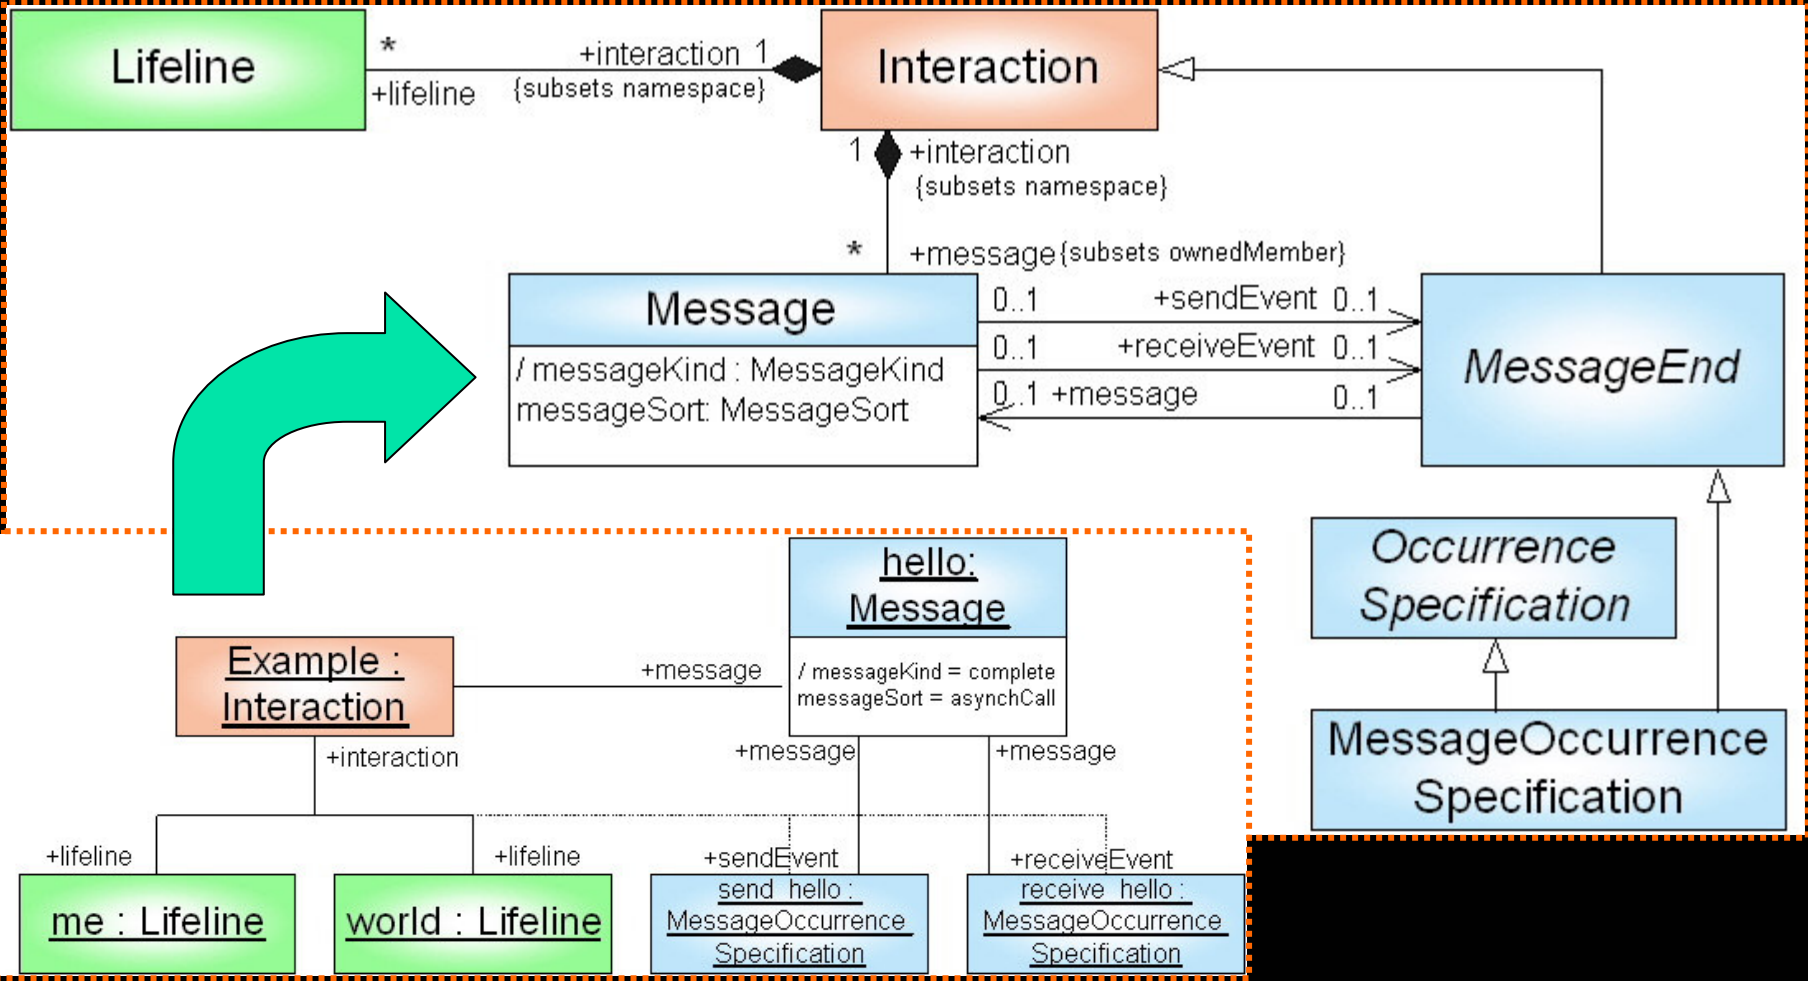 Lifeline
*
+lifeline
+interaction 1
{subsets namespace}
Interaction
1 +interaction
{subsets namespace}
*
+message{subsets ownedMember}
Message
/ messageKind : MessageKind
messageSort: MessageSort
0..1 +sendEvent 0..1
0..1 +receiveEvent 0..1
0..1 +message 0..1
MessageEnd
Occurrence
Specification
MessageOccurrence
Specification
hello:
Message
/ messageKind = complete
messageSort = asynchCall
Example :
Interaction
+message
+interaction
+message
+message
+lifeline
+lifeline
+sendEvent
+receiveEvent
me : Lifeline
world : Lifeline
send_hello :
MessageOccurrence
Specification
receive_hello :
MessageOccurrence
Specification